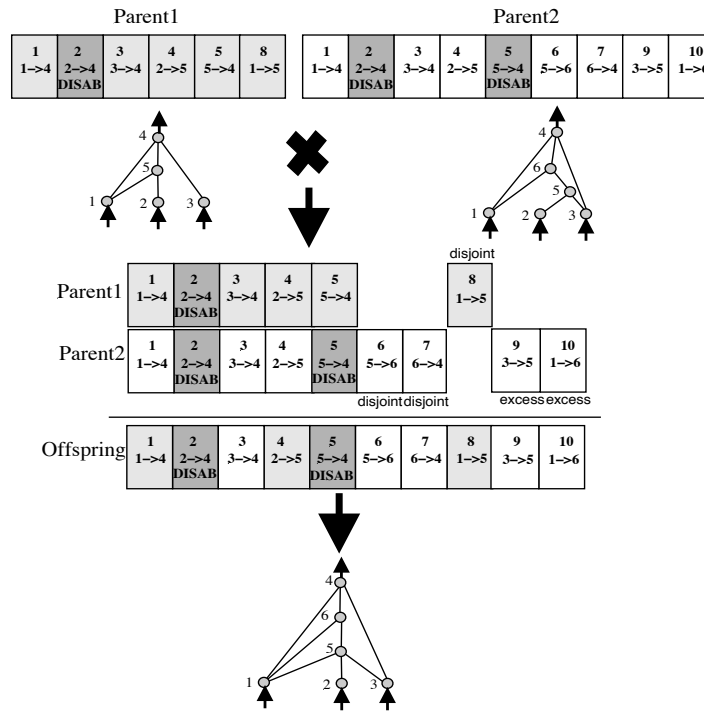 Parent1 Parent2
1 2 3 4 5 8 1 2 3 4 5 6 7 9 10
1–>4 2–>4 3–>4 2–>5 5–>4 1–>5 1–>4 2–>4 3–>4 2–>5 5–>4 5–>6 6–>4 3–>5 1–>6
DISAB DISAB DISAB
4 4
5 6
5
1 2 3 1 2 3
disjoint
Parent1 1 2 3 4 5 8
1–>4 2–>4 3–>4 2–>5 5–>4 1–>5
DISAB
Parent2 1 2 3 4 5 6 7 9 10
1–>4 2–>4 3–>4 2–>5 5–>4 5–>6 6–>4 3–>5 1–>6
DISAB DISAB
disjoint disjoint excess excess
Offspring 1 2 3 4 5 6 7 8 9 10
1–>4 2–>4 3–>4 2–>5 5–>4 5–>6 6–>4 1–>5 3–>5 1–>6
DISAB DISAB
4
6
5
1 2 3